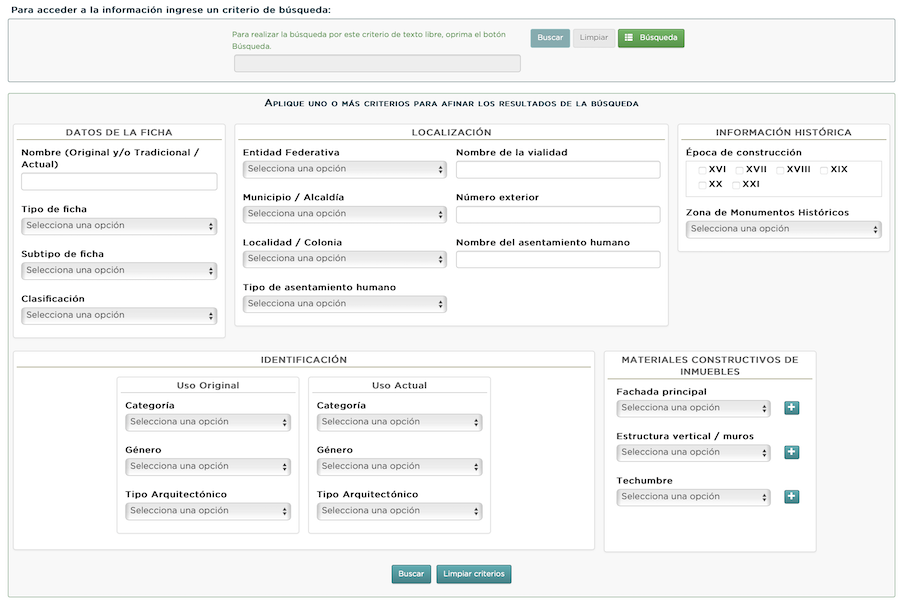 Para acceder a la información ingrese un criterio de búsqueda:
Para realizar la búsqueda por este criterio de texto libre, oprima el botón
Búsqueda.
Buscar Limpiar Búsqueda
Aplique uno o más criterios para afinar los resultados de la búsqueda
DATOS DE LA FICHA
Nombre (Original y/o Tradicional /
Actual)
Tipo de ficha
Selecciona una opción
Subtipo de ficha
Selecciona una opción
Clasificación
Selecciona una opción
LOCALIZACIÓN
Entidad Federativa
Selecciona una opción
Municipio / Alcaldía
Selecciona una opción
Localidad / Colonia
Selecciona una opción
Tipo de asentamiento humano
Selecciona una opción
Nombre de la vialidad
Número exterior
Nombre del asentamiento humano
INFORMACIÓN HISTÓRICA
Época de construcción
XVI XVII XVIII XIX
XX XXI
Zona de Monumentos Históricos
Selecciona una opción
IDENTIFICACIÓN
Uso Original
Categoría
Selecciona una opción
Género
Selecciona una opción
Tipo Arquitectónico
Selecciona una opción
Uso Actual
Categoría
Selecciona una opción
Género
Selecciona una opción
Tipo Arquitectónico
Selecciona una opción
MATERIALES CONSTRUCTIVOS DE
INMUEBLES
Fachada principal
Selecciona una opción
Estructura vertical / muros
Selecciona una opción
Techumbre
Selecciona una opción
Buscar Limpiar criterios